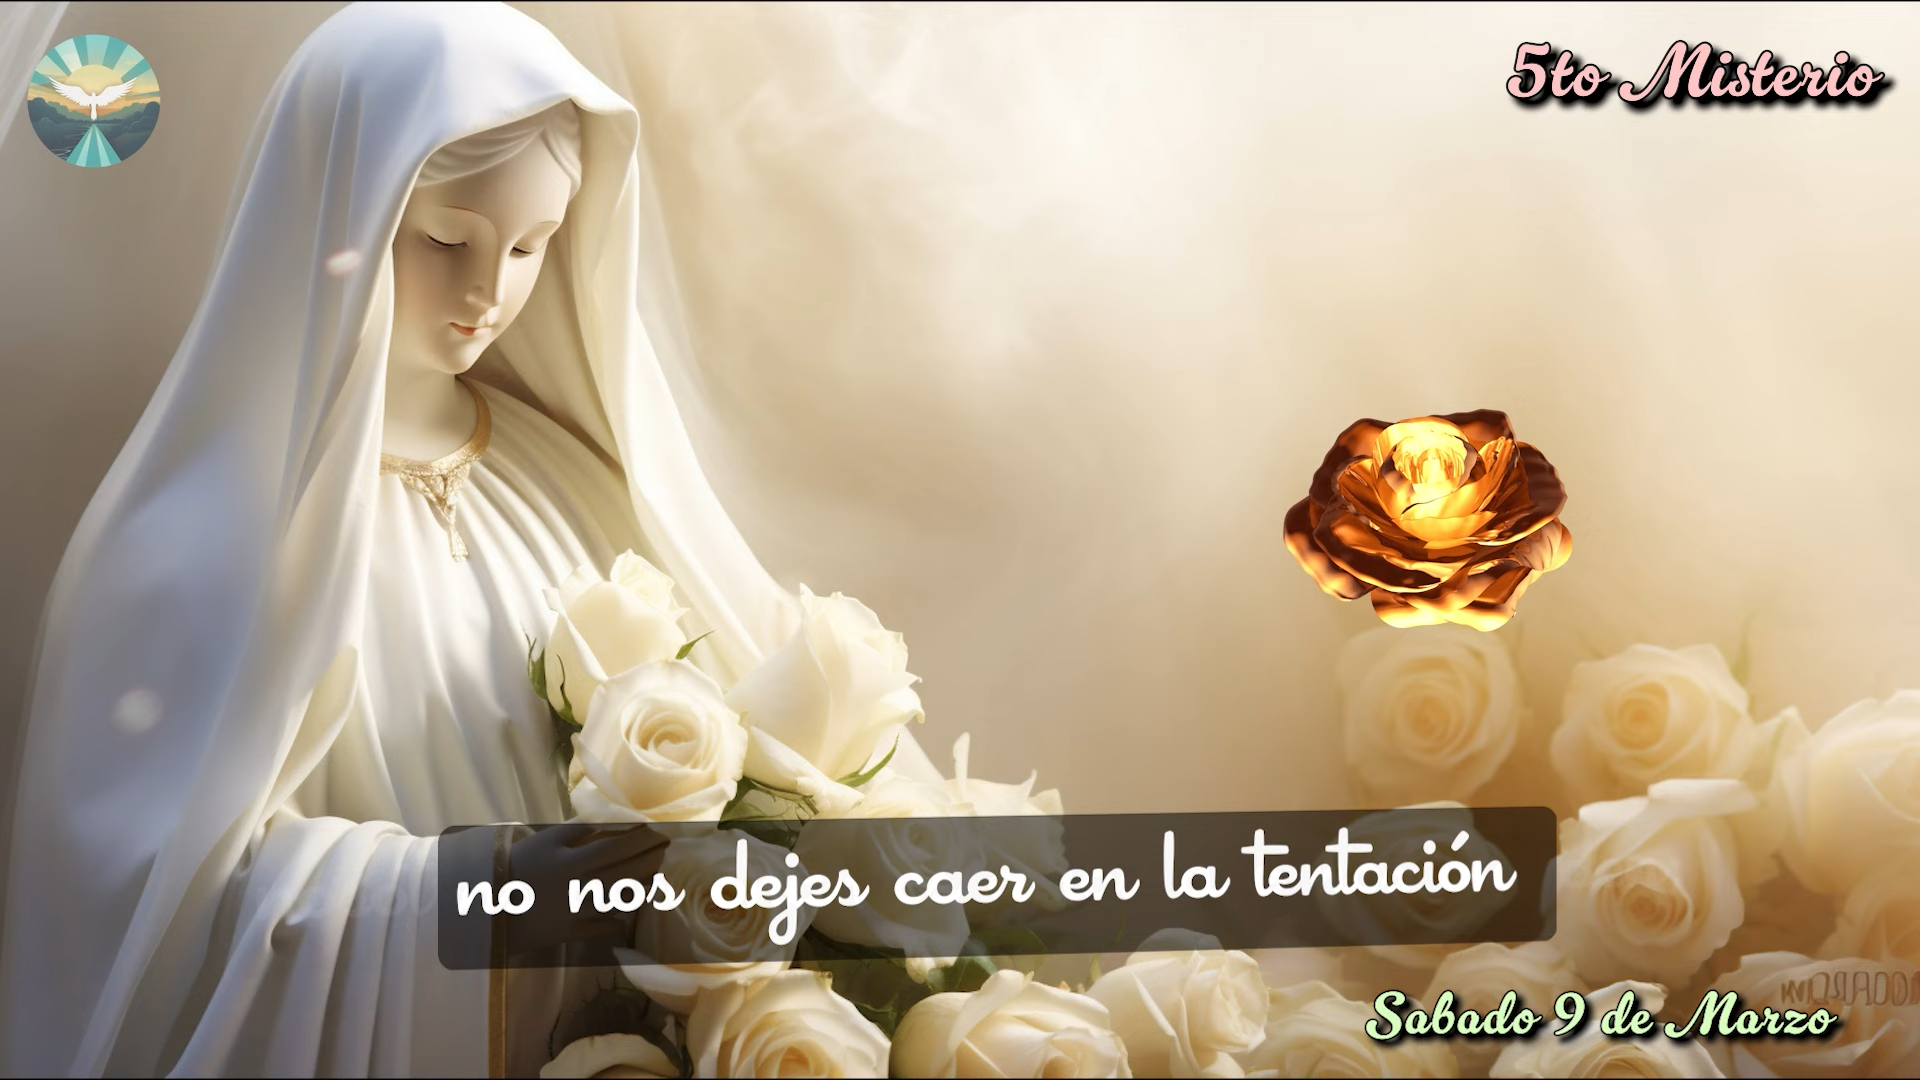 5to Misterio
no nos dejes caer en la tentación
Sabado 9 de Marzo